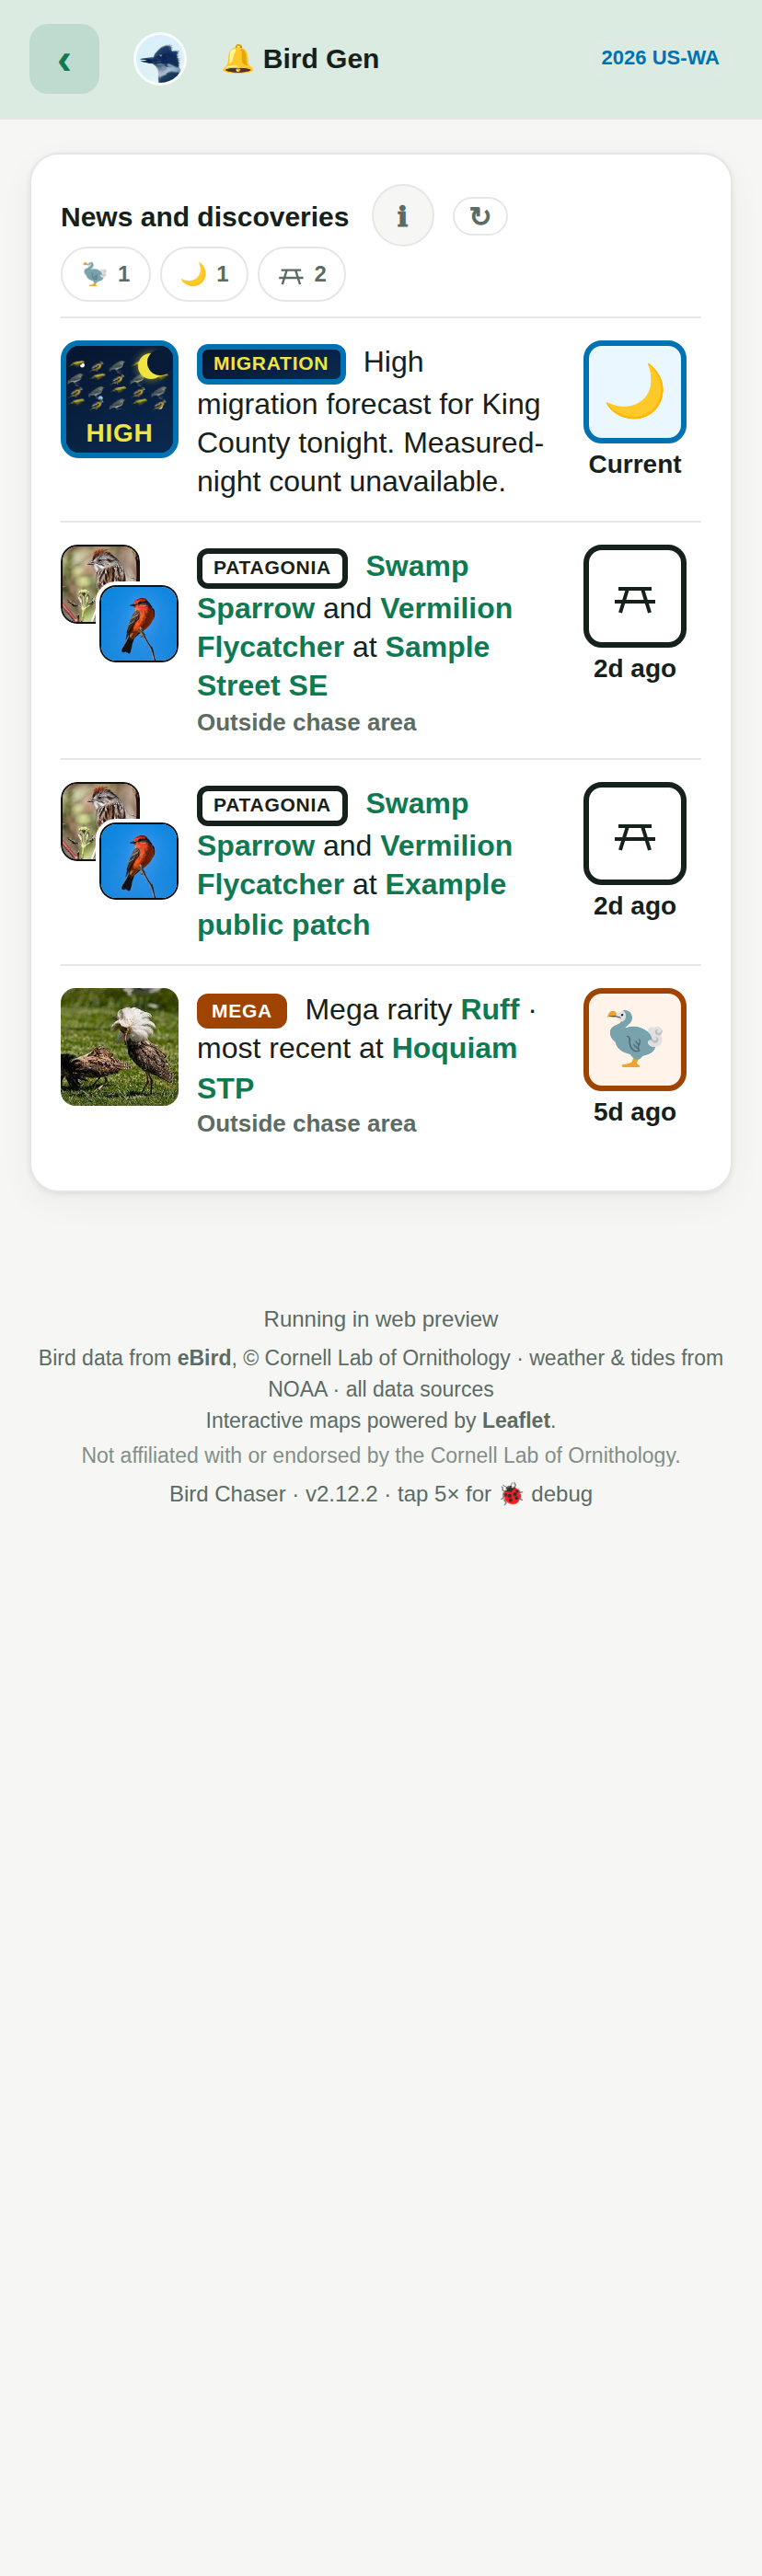 ‹ 🔔 Bird Gen 2026 US-WA
News and discoveries ℹ ↻
🦤 1 🌙 1 2
HIGH
MIGRATION High
migration forecast for King
County tonight. Measured-
night count unavailable.
Current
PATAGONIA Swamp
Sparrow and Vermilion
Flycatcher at Sample
Street SE
Outside chase area
2d ago
PATAGONIA Swamp
Sparrow and Vermilion
Flycatcher at Example
public patch
2d ago
MEGA Mega rarity Ruff ·
most recent at Hoquiam
STP
Outside chase area
5d ago
Running in web preview
Bird data from eBird, © Cornell Lab of Ornithology · weather & tides from
NOAA · all data sources
Interactive maps powered by Leaflet.
Not affiliated with or endorsed by the Cornell Lab of Ornithology.
Bird Chaser · v2.12.2 · tap 5× for 🐞 debug